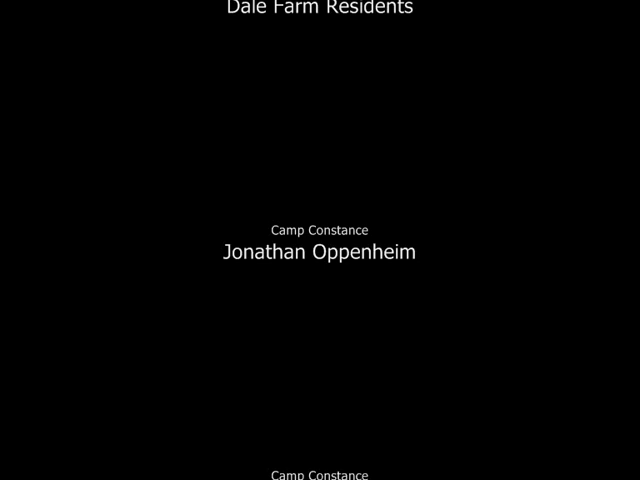 Dale Farm Residents
Camp Constance
Jonathan Oppenheim
Camp Constance